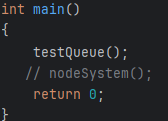 int main()
{
    testQueue();
   // nodeSystem();
    return 0;
}